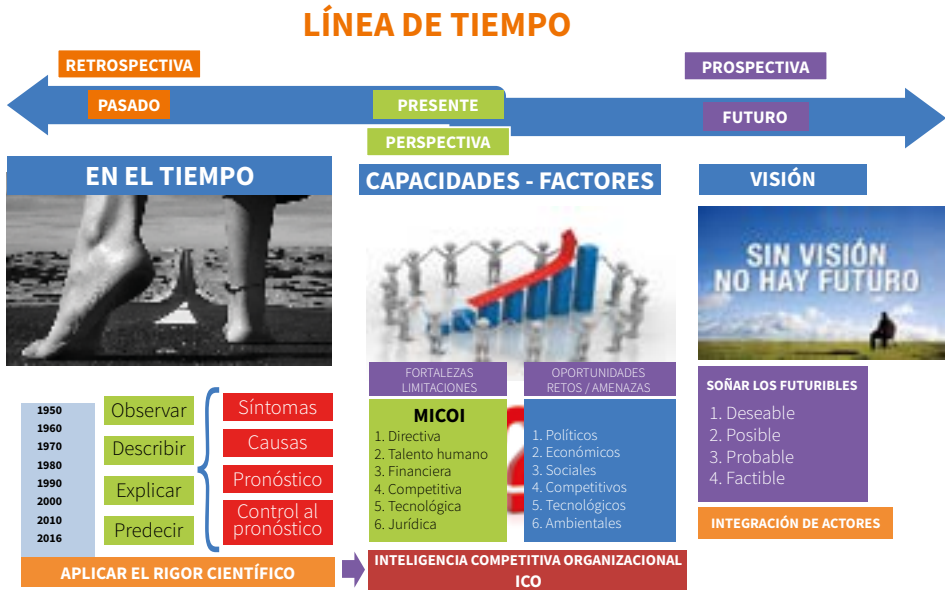 LÍNEA DE TIEMPO
RETROSPECTIVA
PROSPECTIVA
PASADO
PRESENTE
FUTURO
PERSPECTIVA
EN EL TIEMPO
1950
1960
1970
1980
1990
2000
2010
2016
Observar
Describir
Explicar
Predecir
Síntomas
Causas
Pronóstico
Control al
pronóstico
APLICAR EL RIGOR CIENTÍFICO
CAPACIDADES - FACTORES
FORTALEZAS
LIMITACIONES
MICOI
1. Directiva
2. Talento humano
3. Financiera
4. Competitiva
5. Tecnológica
6. Jurídica
OPORTUNIDADES
RETOS / AMENAZAS
1. Políticos
2. Económicos
3. Sociales
4. Competitivos
5. Tecnológicos
6. Ambientales
INTELIGENCIA COMPETITIVA ORGANIZACIONAL
ICO
VISIÓN
SIN VISIÓN
NO HAY FUTURO
SOÑAR LOS FUTURIBLES
1. Deseable
2. Posible
3. Probable
4. Factible
INTEGRACIÓN DE ACTORES